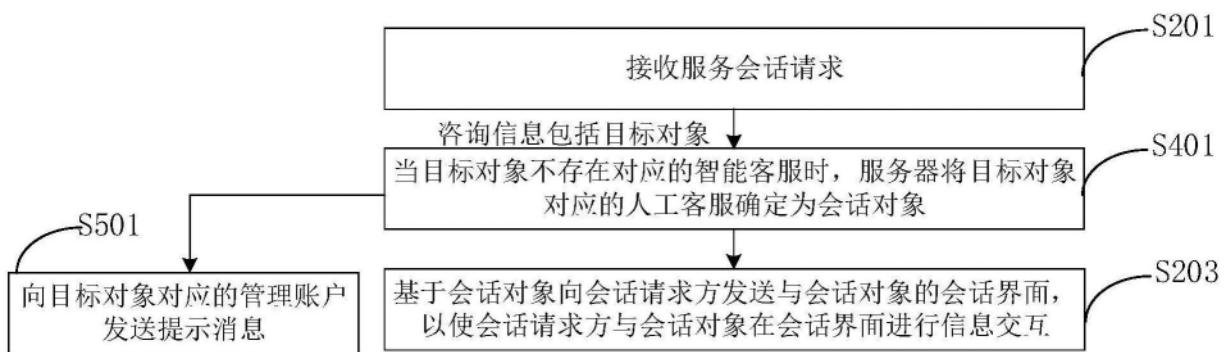 S201
接收服务会话请求
咨询信息包括目标对象
S401
当目标对象不存在对应的智能客服时，服务器将目标对象
对应的人工客服确定为会话对象
S501
向目标对象对应的管理账户
发送提示消息
S203
基于会话对象向会话请求方发送与会话对象的会话界面，
以使会话请求方与会话对象在会话界面进行信息交互